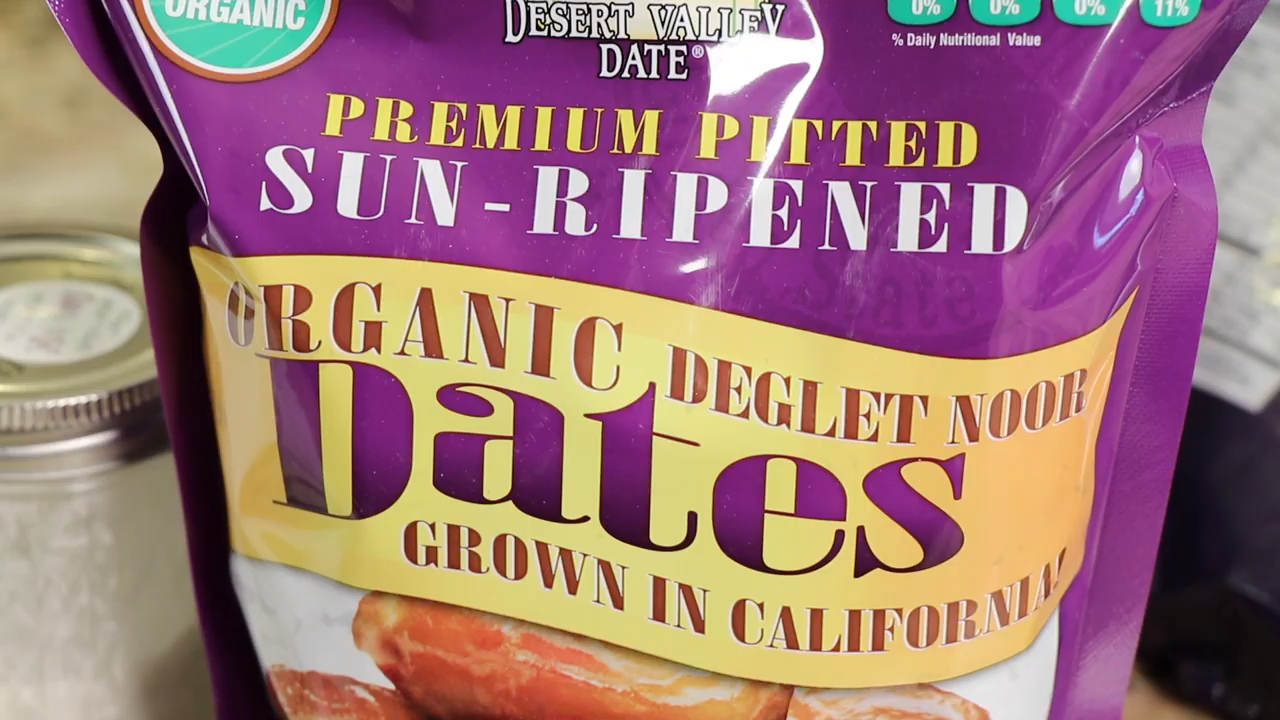 ORGANIC
DESERT VALLEY
DATE®
0% 0% 0% 11%
% Daily Nutritional Value
PREMIUM PITTED
SUN-RIPENED
ORGANIC DEGLET NOOR
Dates
GROWN IN CALIFORNIA!